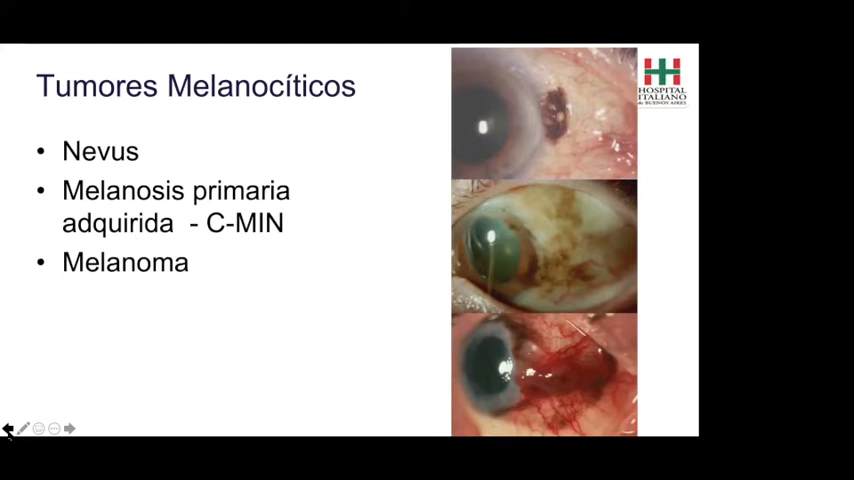 Tumores Melanocíticos
• Nevus
• Melanosis primaria
adquirida - C-MIN
• Melanoma
HOSPITAL
ITALIANO
de BUENOS AIRES